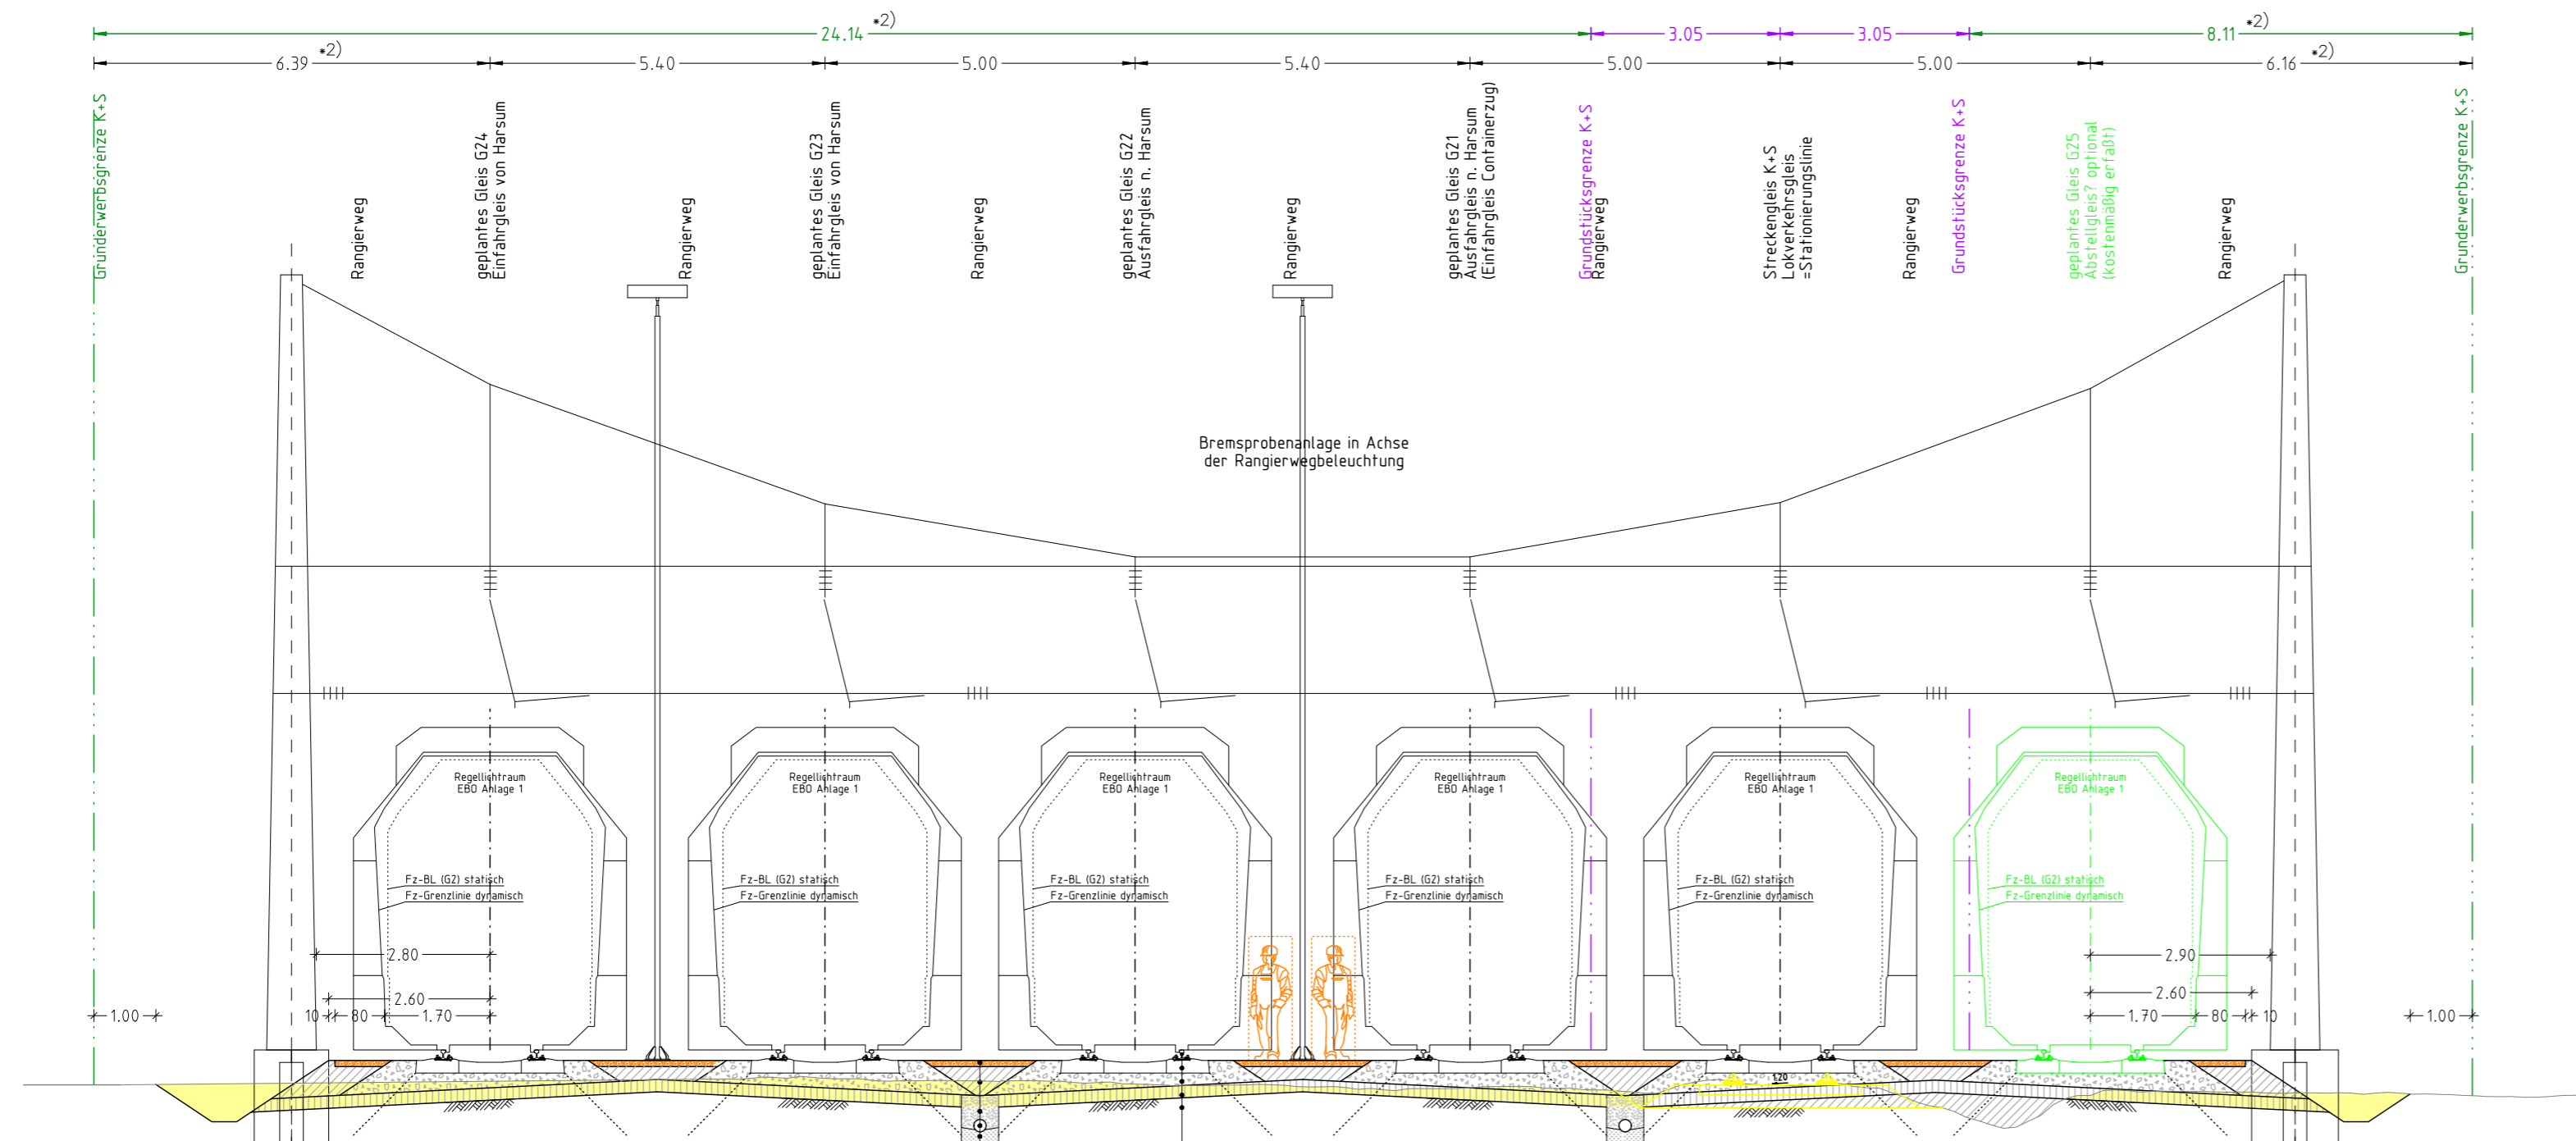 24.14 *2)
3.05
3.05
8.11 *2)
6.39 *2)
5.40
5.00
5.40
5.00
5.00
6.16 *2)
Grunderwerbsgrenze K+S
Rangierweg
geplantes Gleis G24
Einfahrgleis von Harsum
Rangierweg
geplantes Gleis G23
Einfahrgleis von Harsum
Rangierweg
geplantes Gleis G22
Ausfahrgleis n. Harsum
Rangierweg
geplantes Gleis G21
Ausfahrgleis n. Harsum
(Einfahrgleis Containerzug)
Grundstücksgrenze K+S
Rangierweg
Streckengleis K+S
Lokverkehrsgleis
=Stationierungslinie
Rangierweg
Grundstücksgrenze K+S
geplantes Gleis G25
Abstellgleis? optional
(kostenmäßig erfaßt)
Rangierweg
Grunderwerbsgrenze K+S
Bremsprobenanlage in Achse
der Rangierwegbeleuchtung
Regellichtraum
EBO Anlage 1
Regellichtraum
EBO Anlage 1
Regellichtraum
EBO Anlage 1
Regellichtraum
EBO Anlage 1
Regellichtraum
EBO Anlage 1
Regellichtraum
EBO Anlage 1
Fz-BL (G2) statisch
Fz-Grenzlinie dynamisch
Fz-BL (G2) statisch
Fz-Grenzlinie dynamisch
Fz-BL (G2) statisch
Fz-Grenzlinie dynamisch
Fz-BL (G2) statisch
Fz-Grenzlinie dynamisch
Fz-BL (G2) statisch
Fz-Grenzlinie dynamisch
Fz-BL (G2) statisch
Fz-Grenzlinie dynamisch
2.80
2.90
2.60
2.60
1.00
10 80 1.70
1.70 80 10
1.00
1:20